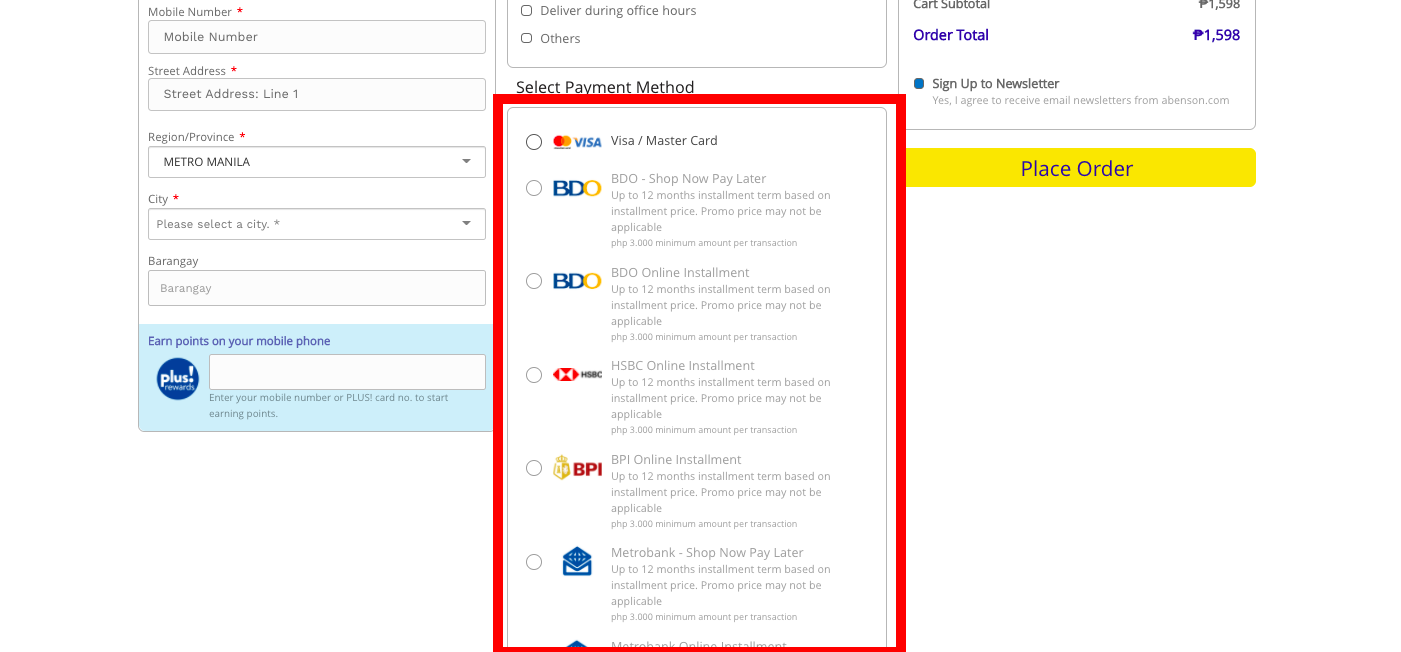 Mobile Number *
Mobile Number
Street Address *
Street Address: Line 1
Region/Province *
METRO MANILA
City *
Please select a city. *
Barangay
Barangay
Earn points on your mobile phone
plus!
rewards
Enter your mobile number or PLUS! card no. to start
earning points.
Deliver during office hours
Others
Select Payment Method
VISA
Visa / Master Card
BDO
BDO - Shop Now Pay Later
Up to 12 months installment term based on
installment price. Promo price may not be
applicable
php 3.000 minimum amount per transaction
BDO
BDO Online Installment
Up to 12 months installment term based on
installment price. Promo price may not be
applicable
php 3.000 minimum amount per transaction
HSBC
HSBC Online Installment
Up to 12 months installment term based on
installment price. Promo price may not be
applicable
php 3.000 minimum amount per transaction
BPI
BPI Online Installment
Up to 12 months installment term based on
installment price. Promo price may not be
applicable
php 3.000 minimum amount per transaction
Metrobank - Shop Now Pay Later
Up to 12 months installment term based on
installment price. Promo price may not be
applicable
php 3.000 minimum amount per transaction
Metrobank Online Installment
Cart Subtotal ₱1,598
Order Total ₱1,598
Sign Up to Newsletter
Yes, I agree to receive email newsletters from abenson.com
Place Order